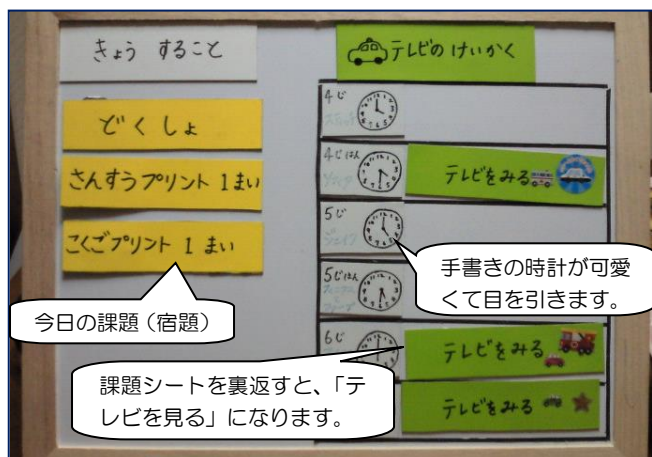 きょう すること
どくしょ
さんすうプリント 1まい
こくごプリント 1 まい
今日の課題(宿題)
テレビの けいかく
4じ
4じはん
テレビをみる
5じ
手書きの時計が可愛
くて目を引きます。
5じはん
6じ
テレビをみる
課題シートを裏返すと、「テ
レビを見る」になります。
テレビをみる